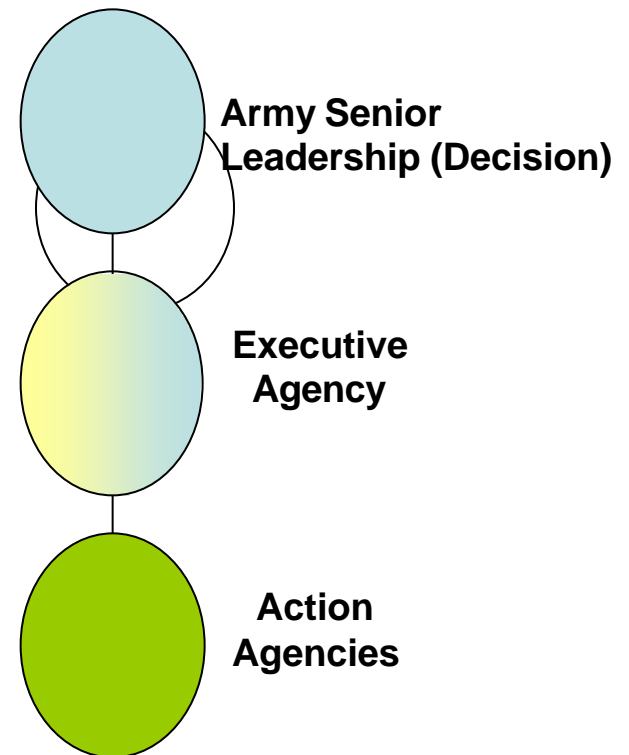 Army Senior
Leadership (Decision)
Executive
Agency
Action
Agencies